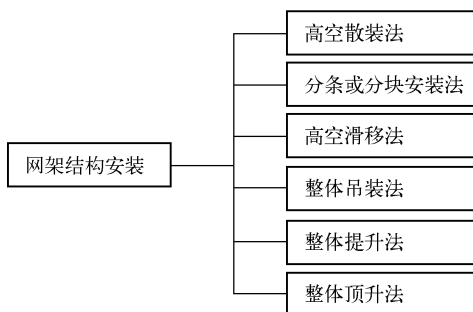 网架结构安装
高空散装法
分条或分块安装法
高空滑移法
整体吊装法
整体提升法
整体顶升法